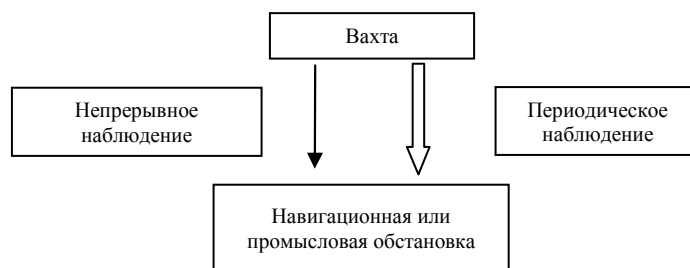 Вахта
Непрерывное
наблюдение
Периодическое
наблюдение
Навигационная или
промысловая обстановка